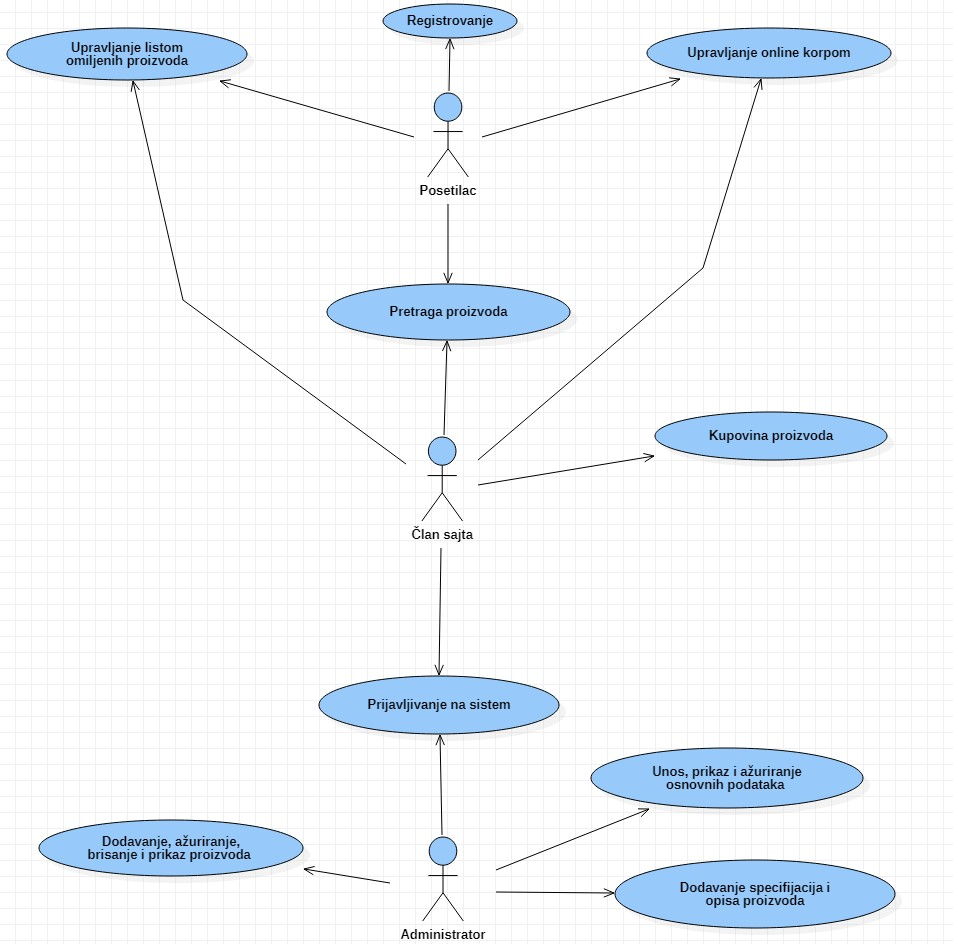 Registrovanje
Upravljanje listom
omiljenih proizvoda
Upravljanje online korpom
Posetilac
Pretraga proizvoda
Kupovina proizvoda
Član sajta
Prijavljivanje na sistem
Unos, prikaz i ažuriranje
osnovnih podataka
Dodavanje, ažuriranje,
brisanje i prikaz proizvoda
Dodavanje specifijacija i
opisa proizvoda
Administrator